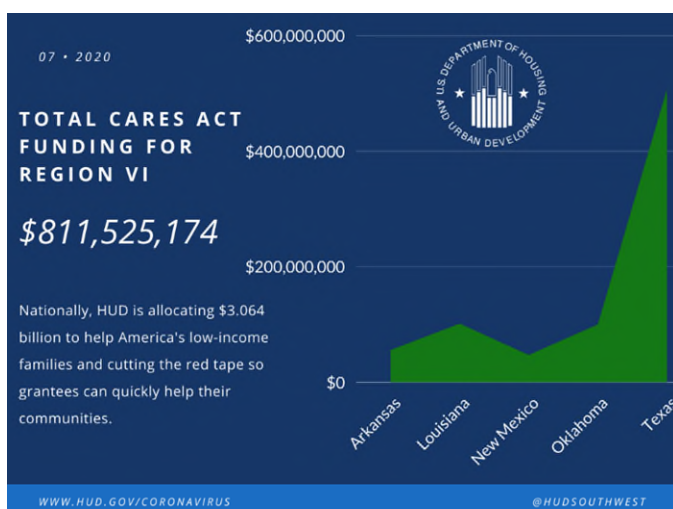 07 • 2020
TOTAL CARES ACT
FUNDING FOR
REGION VI
$811,525,174
Nationally, HUD is allocating $3.064
billion to help America's low-income
families and cutting the red tape so
grantees can quickly help their
communities.
$600,000,000
$400,000,000
$200,000,000
$0
U.S. DEPARTMENT OF HOUSING
AND URBAN DEVELOPMENT
Arkansas
Louisiana
New Mexico
Oklahoma
Texas
WWW.HUD.GOV/CORONAVIRUS
@HUDSOUTHWEST